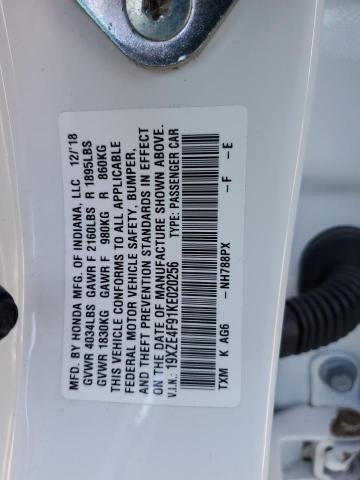 MFD. BY HONDA MFG. OF INDIANA, LLC 12/'18
GVWR 4034LBS GAWR F 2160LBS R 1895LBS
GVWR 1830KG GAWR F 980KG R 860KG
THIS VEHICLE CONFORMS TO ALL APPLICABLE
FEDERAL MOTOR VEHICLE SAFETY, BUMPER,
AND THEFT PREVENTION STANDARDS IN EFFECT
ON THE DATE OF MANUFACTURE SHOWN ABOVE.
V.I.N.: 19XZE4F91KE020256 TYPE: PASSENGER CAR
TXM K AG6 – NH788PX – F – E